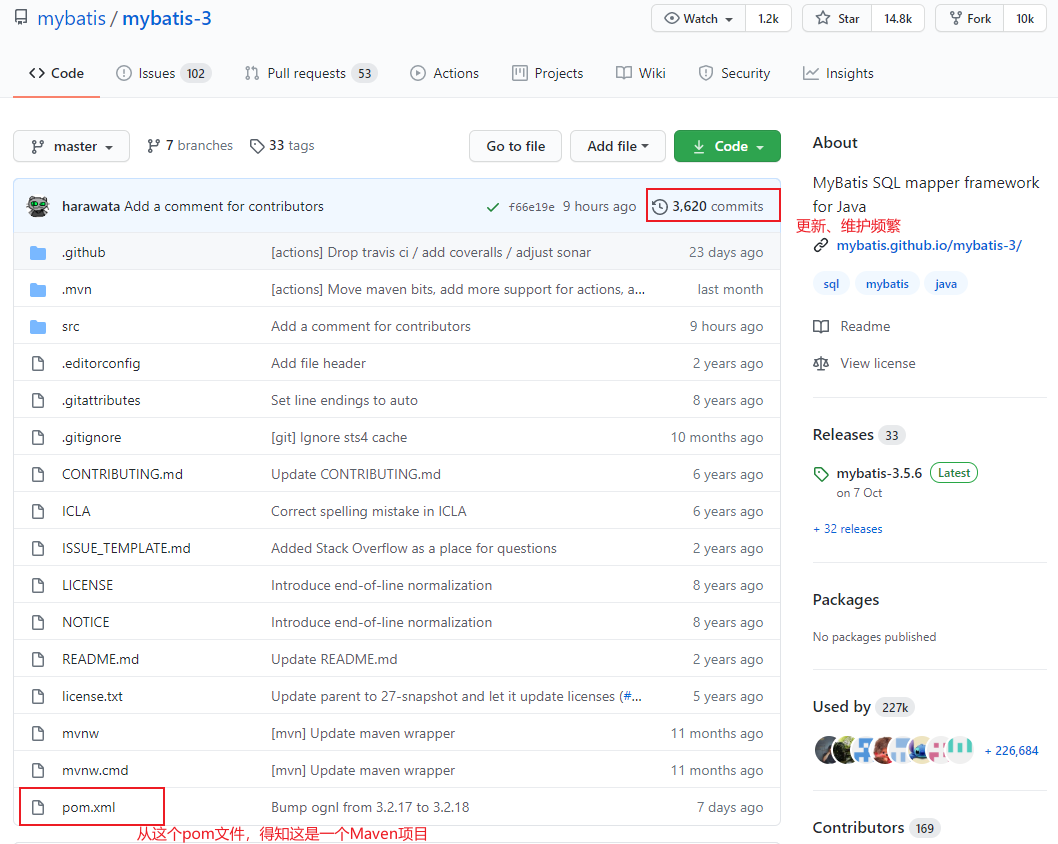 mybatis / mybatis-3
Watch 1.2k Star 14.8k Fork 10k
Code Issues 102 Pull requests 53 Actions Projects Wiki Security Insights
master 7 branches 33 tags Go to file Add file Code
harawata Add a comment for contributors f66e19e 9 hours ago 3,620 commits
.github [actions] Drop travis ci / add coveralls / adjust sonar 23 days ago
.mvn [actions] Move maven bits, add more support for actions, a... last month
src Add a comment for contributors 9 hours ago
.editorconfig Add file header 2 years ago
.gitattributes Set line endings to auto 8 years ago
.gitignore [git] Ignore sts4 cache 10 months ago
CONTRIBUTING.md Update CONTRIBUTING.md 6 years ago
ICLA Correct spelling mistake in ICLA 6 years ago
ISSUE_TEMPLATE.md Added Stack Overflow as a place for questions 2 years ago
LICENSE Introduce end-of-line normalization 8 years ago
NOTICE Introduce end-of-line normalization 8 years ago
README.md Update README.md 2 years ago
license.txt Update parent to 27-snapshot and let it update licenses (#... 5 years ago
mvnw [mvn] Update maven wrapper 11 months ago
mvnw.cmd [mvn] Update maven wrapper 11 months ago
pom.xml Bump ognl from 3.2.17 to 3.2.18 7 days ago
从这个pom文件，得知这是一个Maven项目
About
MyBatis SQL mapper framework
for Java
更新、维护频繁
mybatis.github.io/mybatis-3/
sql mybatis java
Readme
View license
Releases 33
mybatis-3.5.6 Latest
on 7 Oct
+ 32 releases
Packages
No packages published
Used by 227k
+ 226,684
Contributors 169